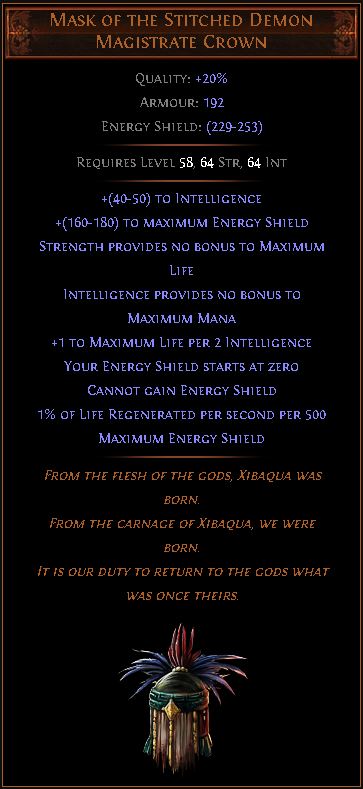 Mask of the Stitched Demon
Magistrate Crown
Quality: +20%
Armour: 192
Energy Shield: (229-253)
Requires Level 58, 64 Str, 64 Int
+(40-50) to Intelligence
+(160-180) to maximum Energy Shield
Strength provides no bonus to Maximum
Life
Intelligence provides no bonus to
Maximum Mana
+1 to Maximum Life per 2 Intelligence
Your Energy Shield starts at zero
Cannot gain Energy Shield
1% of Life Regenerated per second per 500
Maximum Energy Shield
From the flesh of the gods, Xibaqua was
born.
From the carnage of Xibaqua, we were
born.
It is our duty to return to the gods what
was once theirs.